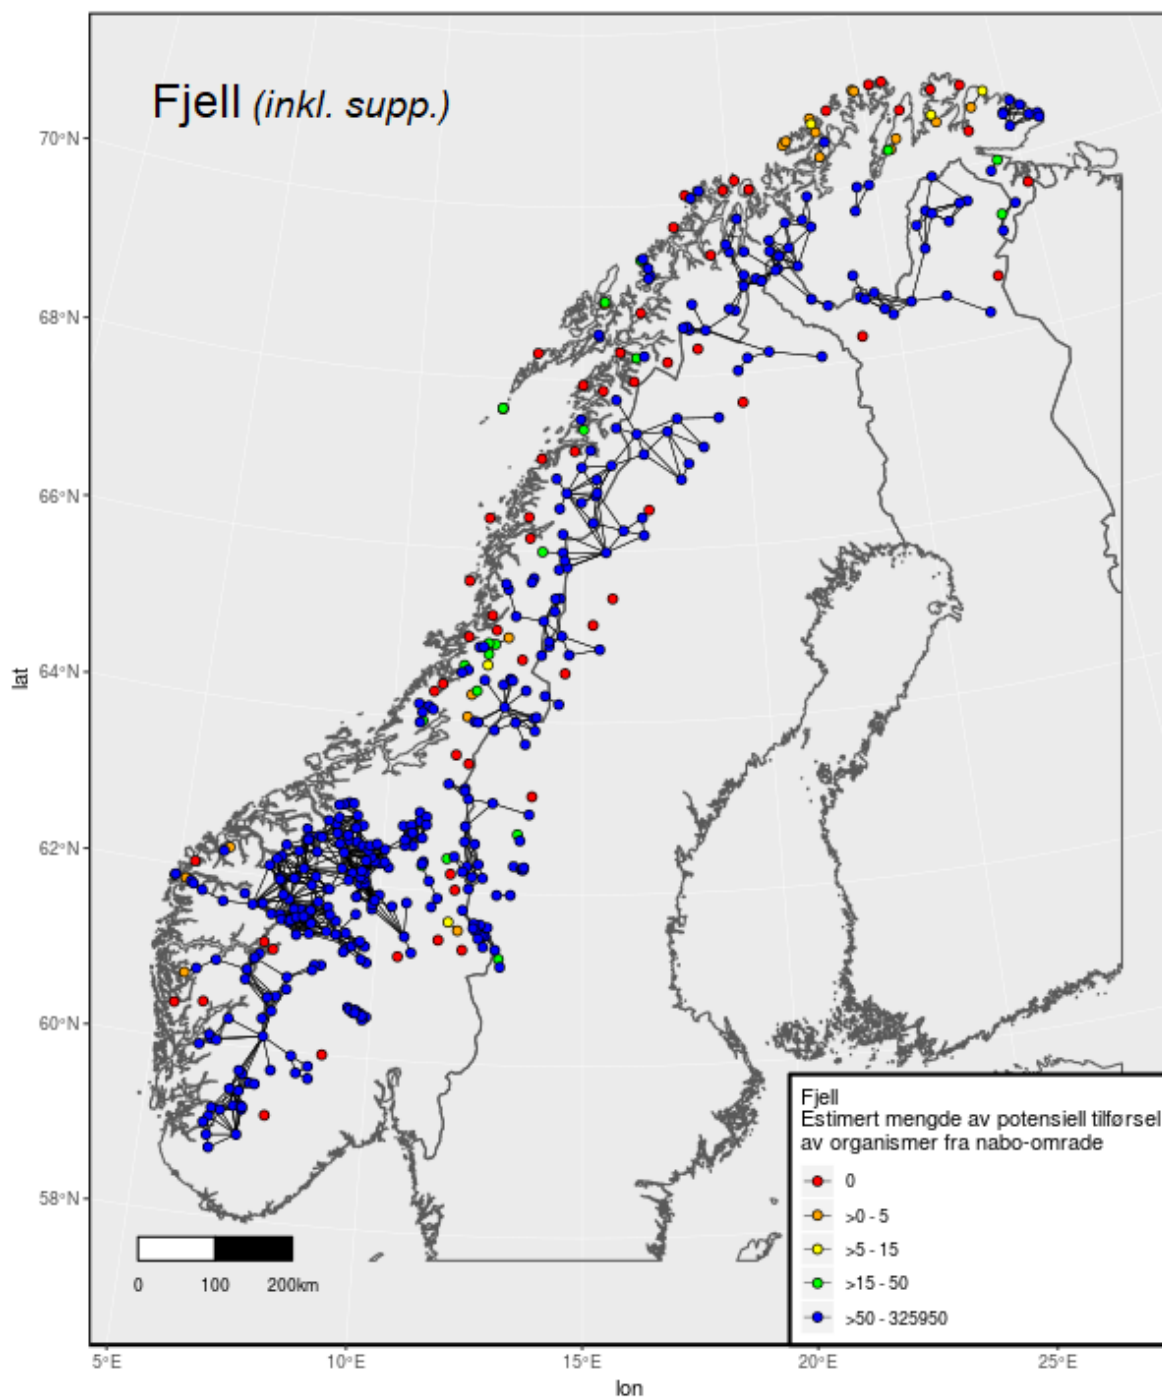 Fjell (inkl. supp.)
70°N
68°N
66°N
64°N
62°N
60°N
58°N
lat
0 100 200km
5°E 10°E 15°E 20°E 25°E
lon
Fjell
Estimert mengde av potensiell tilførsel
av organismer fra nabo-område
0
>0 - 5
>5 - 15
>15 - 50
>50 - 325950